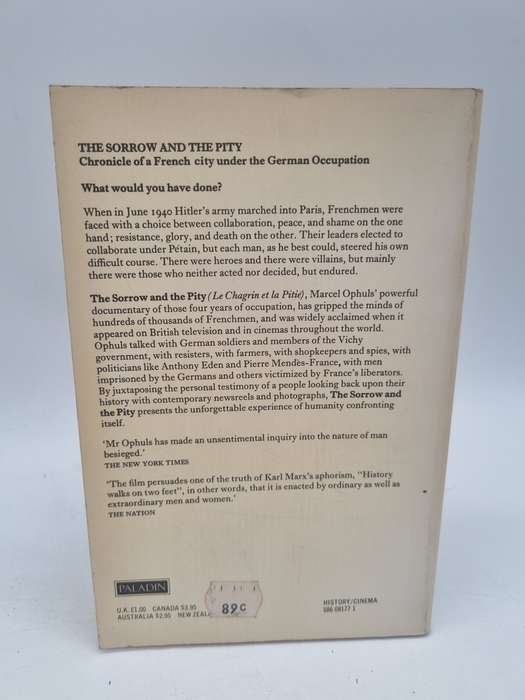 THE SORROW AND THE PITY
Chronicle of a French city under the German Occupation
What would you have done?
When in June 1940 Hitler's army marched into Paris, Frenchmen were
faced with a choice between collaboration, peace, and shame on the one
hand; resistance, glory, and death on the other. Their leaders elected to
collaborate under Pétain, but each man, as he best could, steered his own
difficult course. There were heroes and there were villains, but mainly
there were those who neither acted nor decided, but endured.
The Sorrow and the Pity (Le Chagrin et la Pitié), Marcel Ophuls' powerful
documentary of those four years of occupation, has gripped the minds of
hundreds of thousands of Frenchmen, and was widely acclaimed when it
appeared on British television and in cinemas throughout the world.
Ophuls talked with German soldiers and members of the Vichy
government, with resisters, with farmers, with shopkeepers and spies, with
politicians like Anthony Eden and Pierre Mendès-France, with men
imprisoned by the Germans and others victimized by France's liberators.
By juxtaposing the personal testimony of a people looking back upon their
history with contemporary newsreels and photographs, The Sorrow and
the Pity presents the unforgettable experience of humanity confronting
itself.
'Mr Ophuls has made an unsentimental inquiry into the nature of man
besieged.'
THE NEW YORK TIMES
'The film persuades one of the truth of Karl Marx's aphorism, "History
walks on two feet", in other words, that it is enacted by ordinary as well as
extraordinary men and women.'
THE NATION
PALADIN
U.K. £1.00 CANADA $3.95
AUSTRALIA $2.95 NEW
89c
HISTORY/CINEMA
586 08177 1